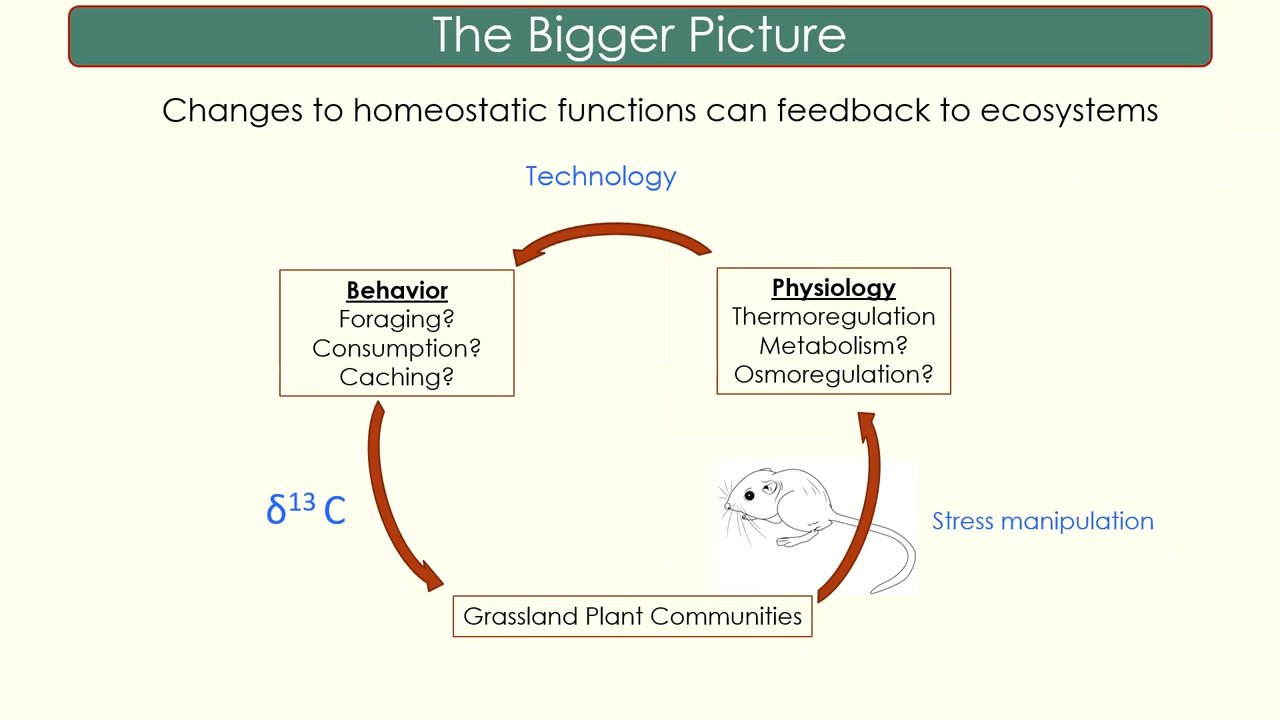 The Bigger Picture
Changes to homeostatic functions can feedback to ecosystems
Technology
Behavior
Foraging?
Consumption?
Caching?
Physiology
Thermoregulation
Metabolism?
Osmoregulation?
δ¹³ C
Stress manipulation
Grassland Plant Communities